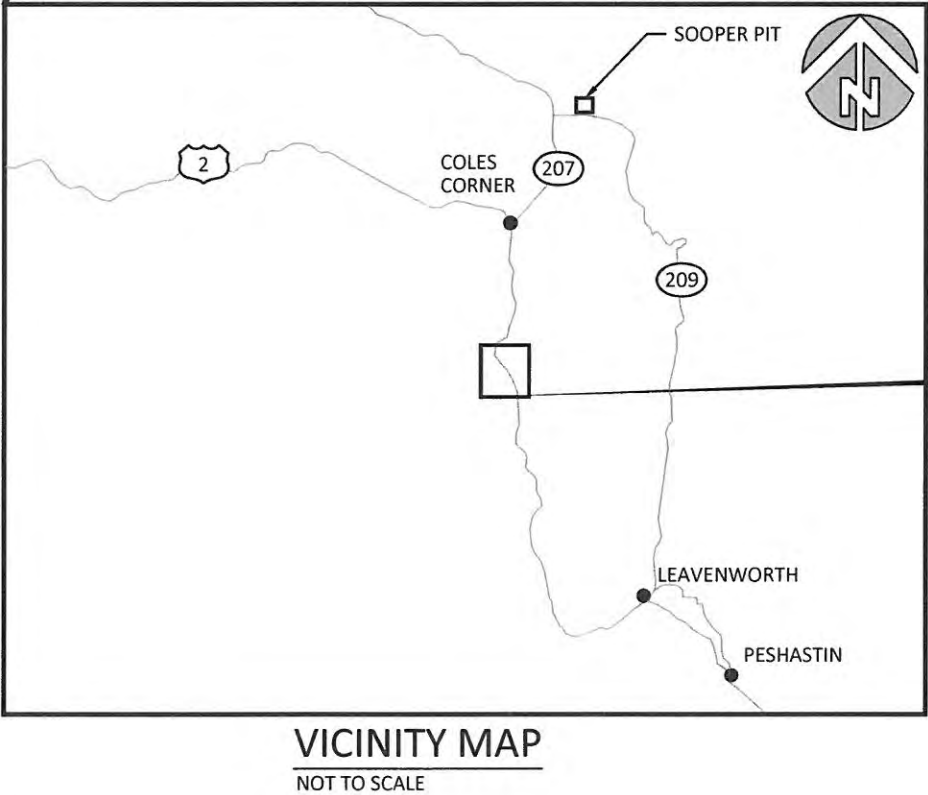 SOOPER PIT
N
2
COLES
CORNER
207
209
LEAVENWORTH
PESHASTIN
VICINITY MAP
NOT TO SCALE